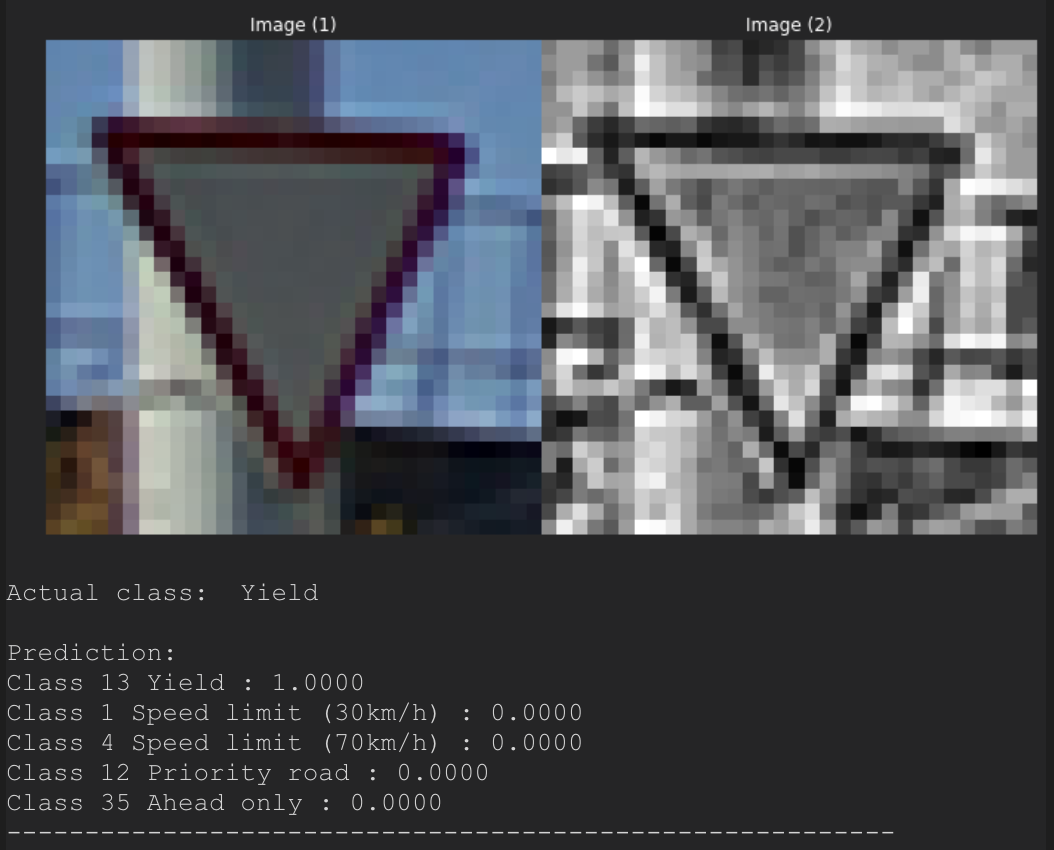 Image (1)
Image (2)
Actual class:  Yield
Prediction:
Class 13 Yield : 1.0000
Class 1 Speed limit (30km/h) : 0.0000
Class 4 Speed limit (70km/h) : 0.0000
Class 12 Priority road : 0.0000
Class 35 Ahead only : 0.0000
---------------------------------------------------------